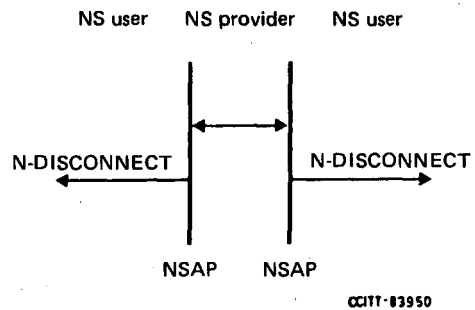 NS user NS provider NS user
N-DISCONNECT N-DISCONNECT
NSAP NSAP
CCITT-83950